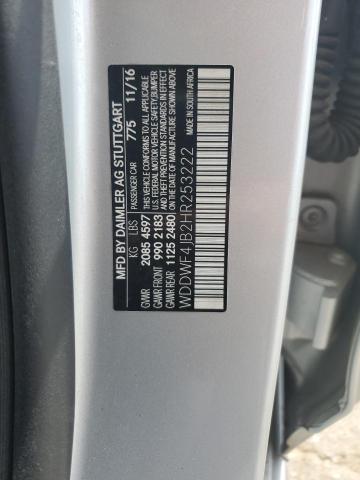 MFD BY DAIMLER AG STUTTGART
PASSENGER CAR 775 11/16
KG LBS
GVWR 2085 4597 THIS VEHICLE CONFORMS TO ALL APPLICABLE
GAWR FRONT 990 2183 U.S. FEDERAL MOTOR VEHICLE SAFETY,BUMPER
GAWR REAR 1125 2480 AND THEFT PREVENTION STANDARDS IN EFFECT
ON THE DATE OF MANUFACTURE SHOWN ABOVE.
WDDWF4JB2HR253222 MADE IN SOUTH AFRICA